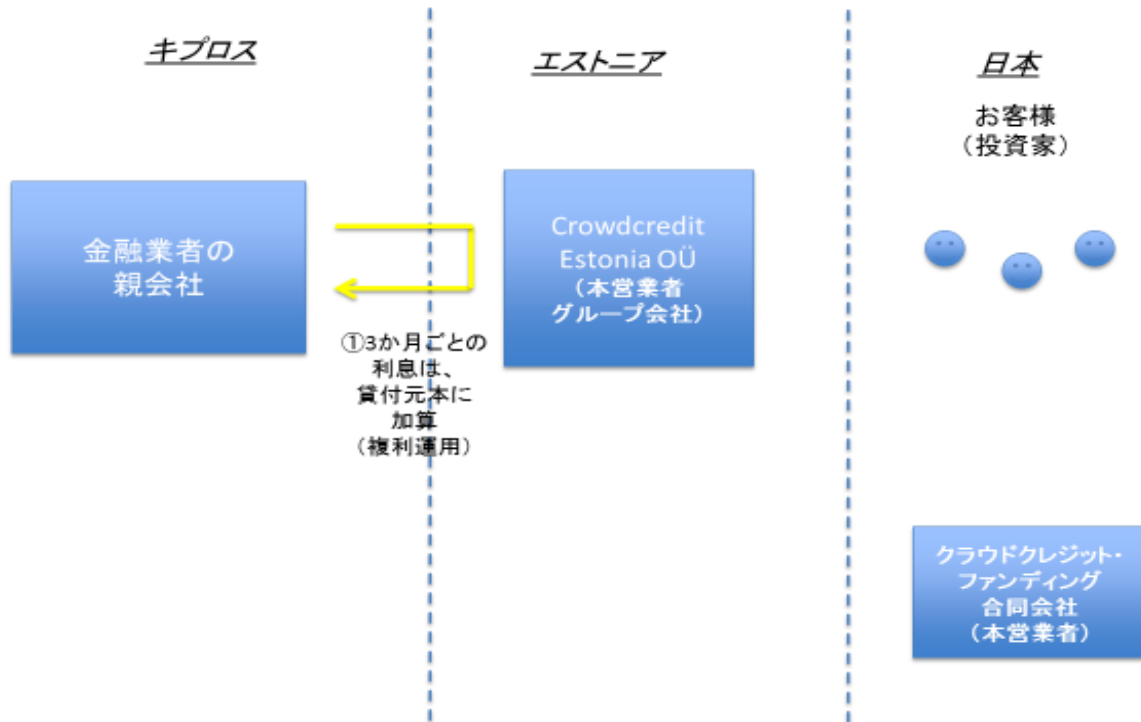 キプロス
エストニア
日本
お客様
（投資家）
金融業者の
親会社
Crowdcredit
Estonia OÜ
（本営業者
グループ会社）
①3か月ごとの
利息は、
貸付元本に
加算
（複利運用）
クラウドクレジット・
ファンディング
合同会社
（本営業者）